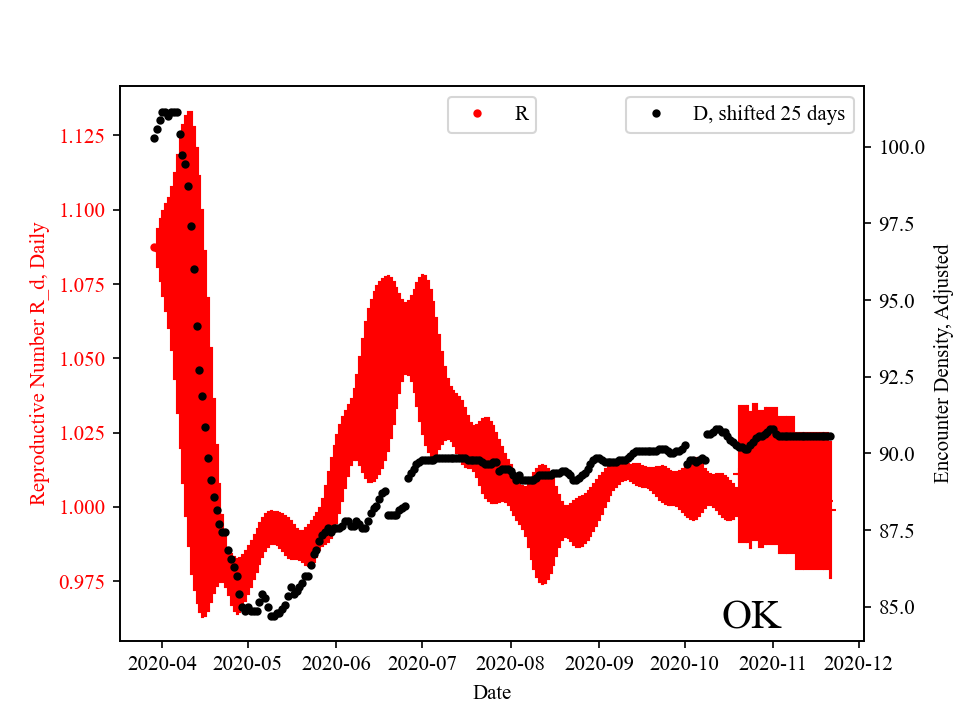 R
D, shifted 25 days
Reproductive Number R_d, Daily
1.125
1.100
1.075
1.050
1.025
1.000
0.975
100.0
97.5
95.0
92.5
90.0
87.5
85.0
Encounter Density, Adjusted
OK
2020-04 2020-05 2020-06 2020-07 2020-08 2020-09 2020-10 2020-11 2020-12
Date